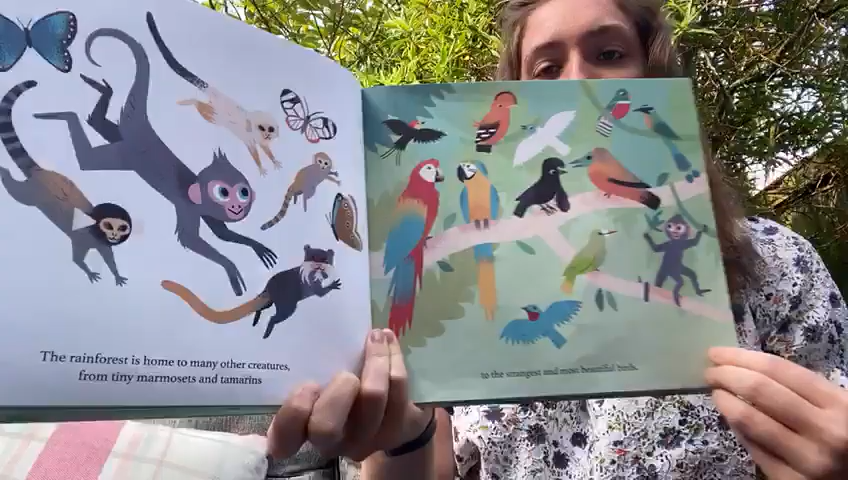 The rainforest is home to many other creatures,
from tiny marmosets and tamarins
to the strangest and most beautiful birds.